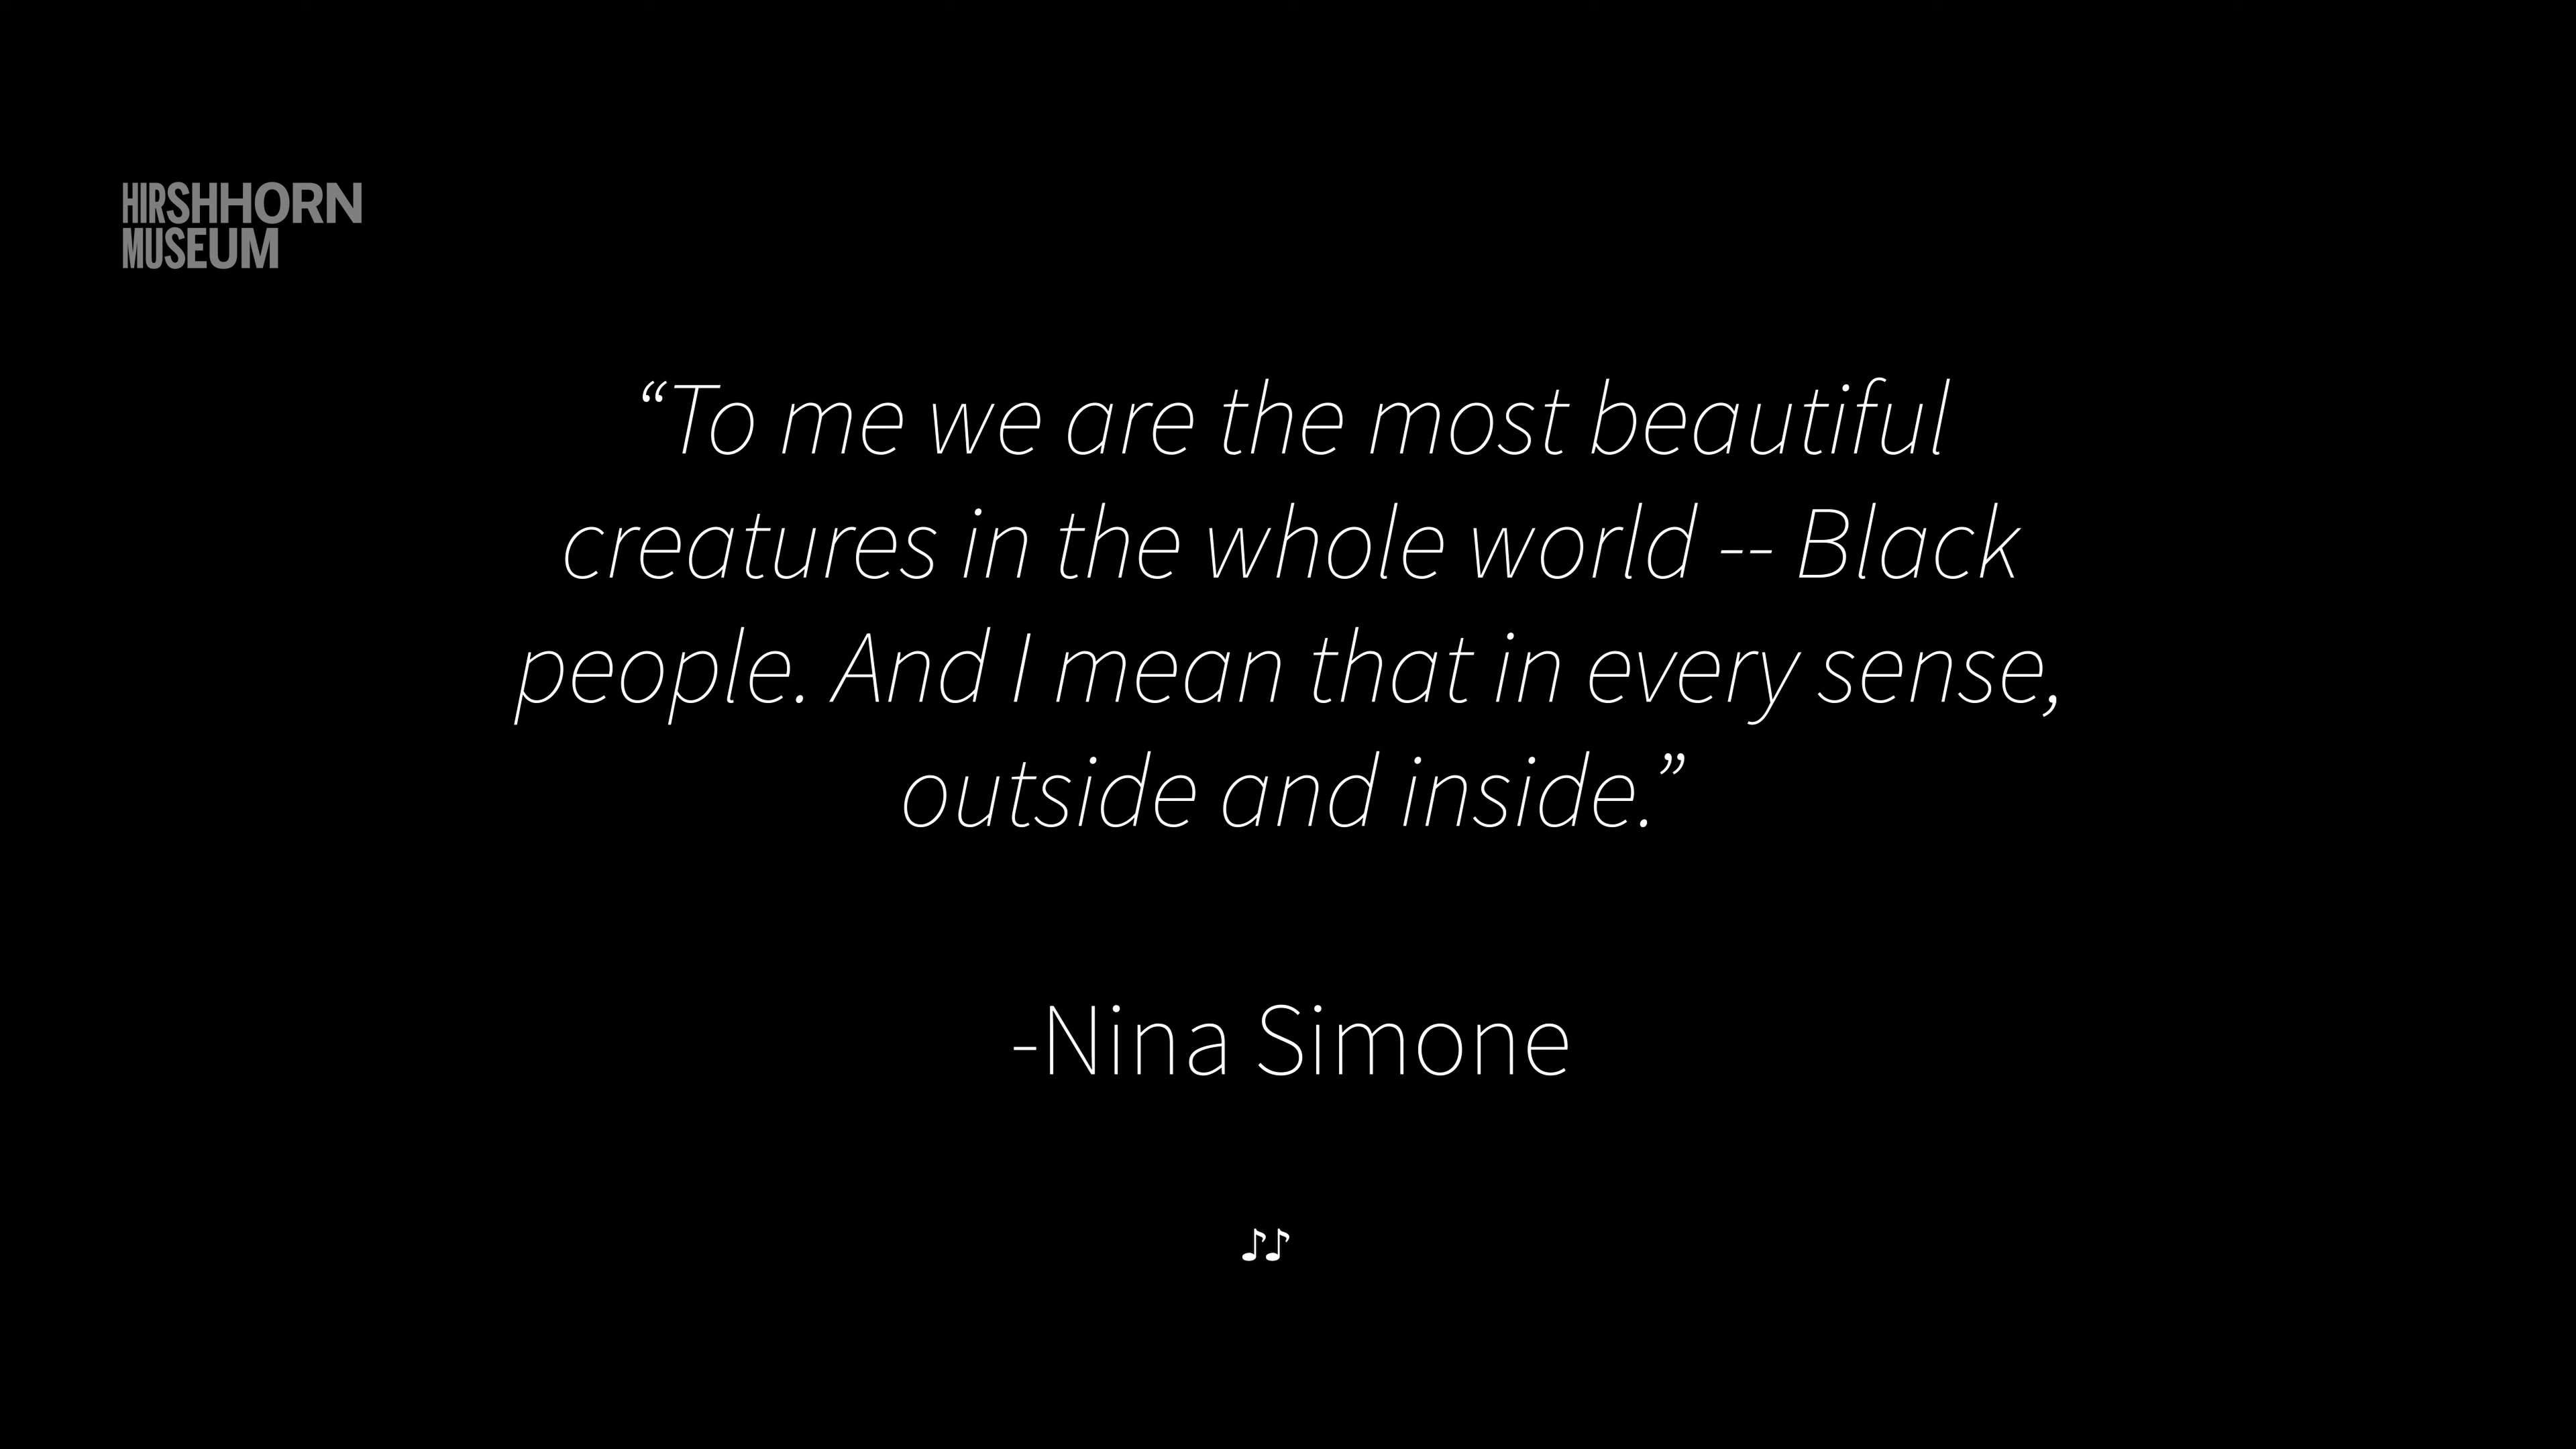 HIRSHHORN
MUSEUM
“To me we are the most beautiful
creatures in the whole world -- Black
people. And I mean that in every sense,
outside and inside.”
-Nina Simone
♪♪